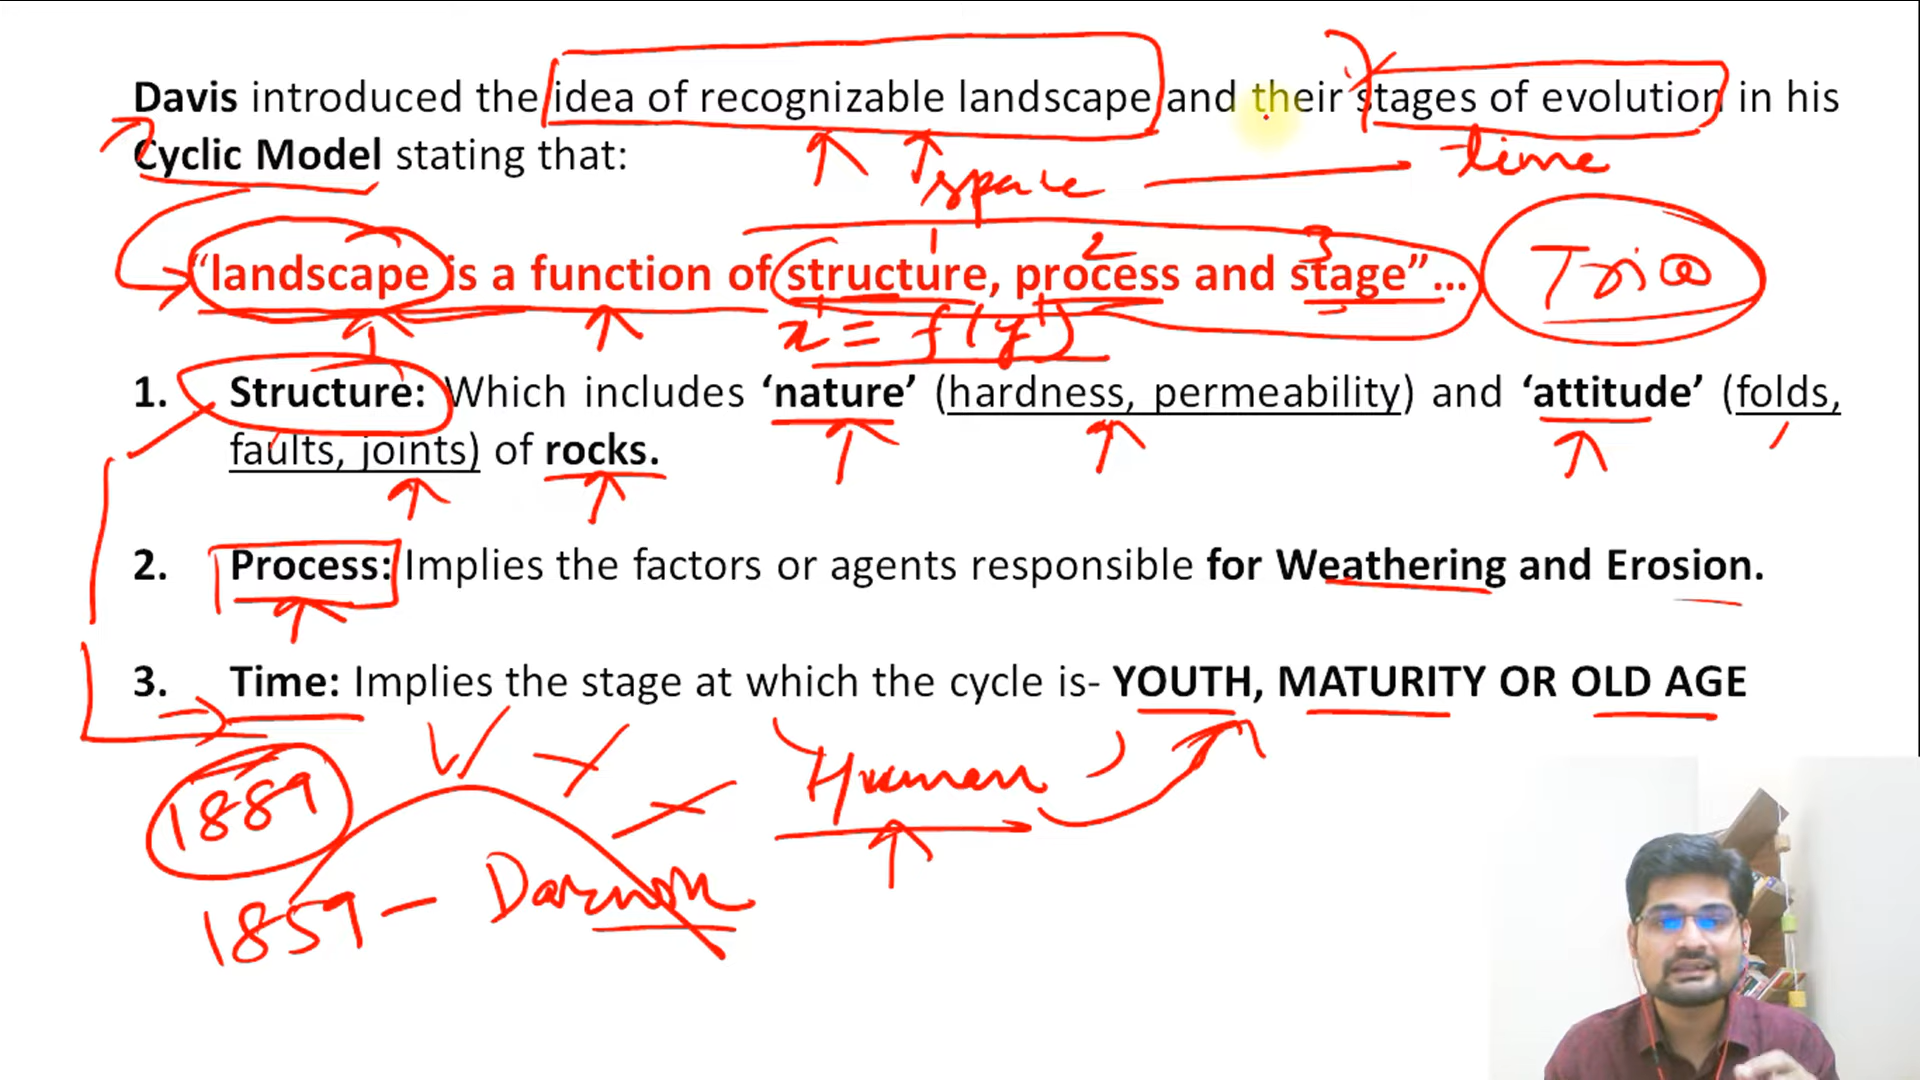 Davis introduced the idea of recognizable landscape and their stages of evolution in his
Cyclic Model stating that:
space
time
“landscape is a function of structure, process and stage”...
1 2 3
Trio
x = f(y)
1. Structure: Which includes ‘nature’ (hardness, permeability) and ‘attitude’ (folds,
faults, joints) of rocks.
2. Process: Implies the factors or agents responsible for Weathering and Erosion.
3. Time: Implies the stage at which the cycle is- YOUTH, MATURITY OR OLD AGE
Human
1889
1859 - Darwin